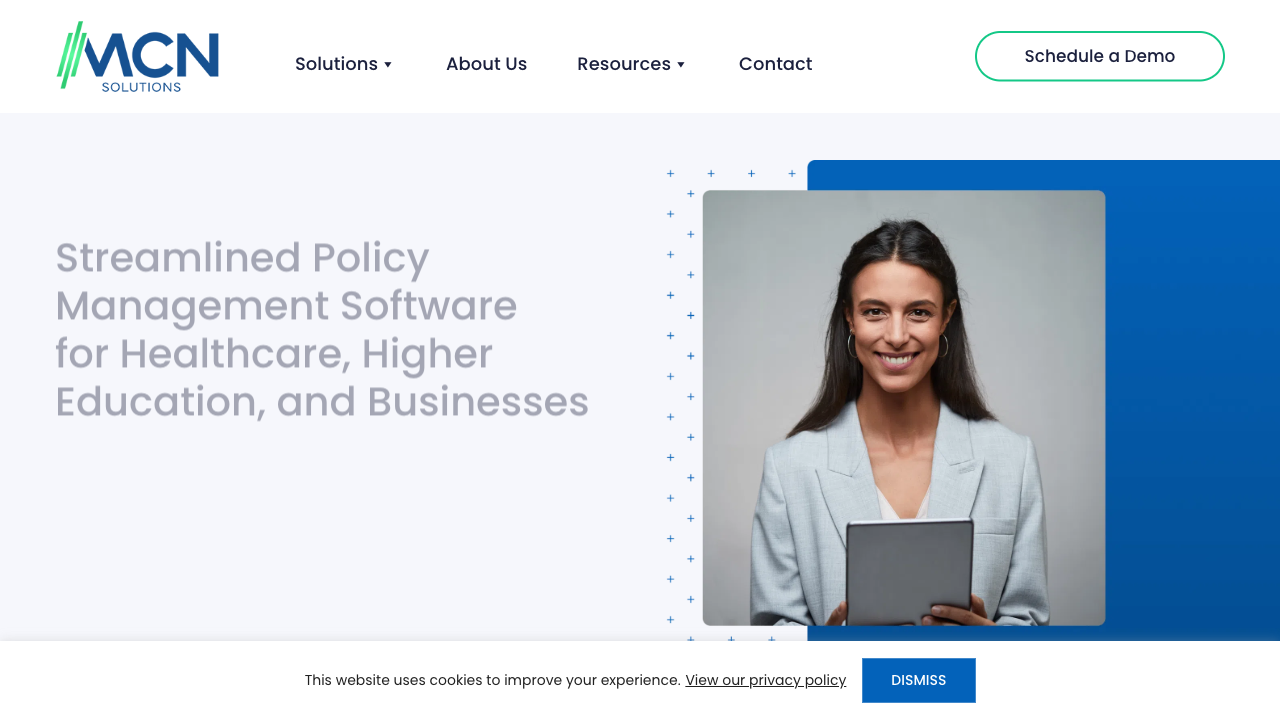 MCN
SOLUTIONS
Solutions
About Us
Resources
Contact
Schedule a Demo
Streamlined Policy
Management Software
for Healthcare, Higher
Education, and Businesses
This website uses cookies to improve your experience. View our privacy policy
DISMISS